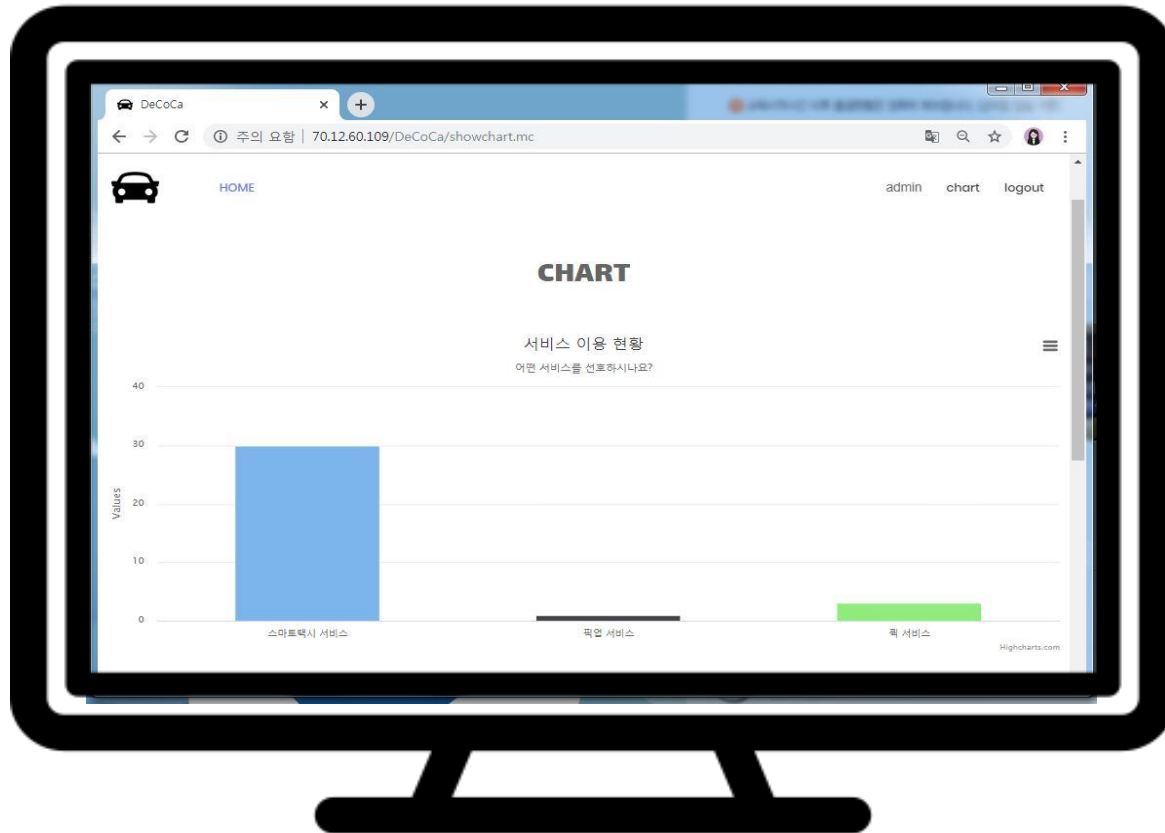 DeCoCa
주의 요함 | 70.12.60.109/DeCoCa/showchart.mc
HOME
admin chart logout
CHART
서비스 이용 현황
어떤 서비스를 선호하시나요?
40
30
20
10
0
Values
스마트택시 서비스 픽업 서비스 퀵 서비스
Highcharts.com